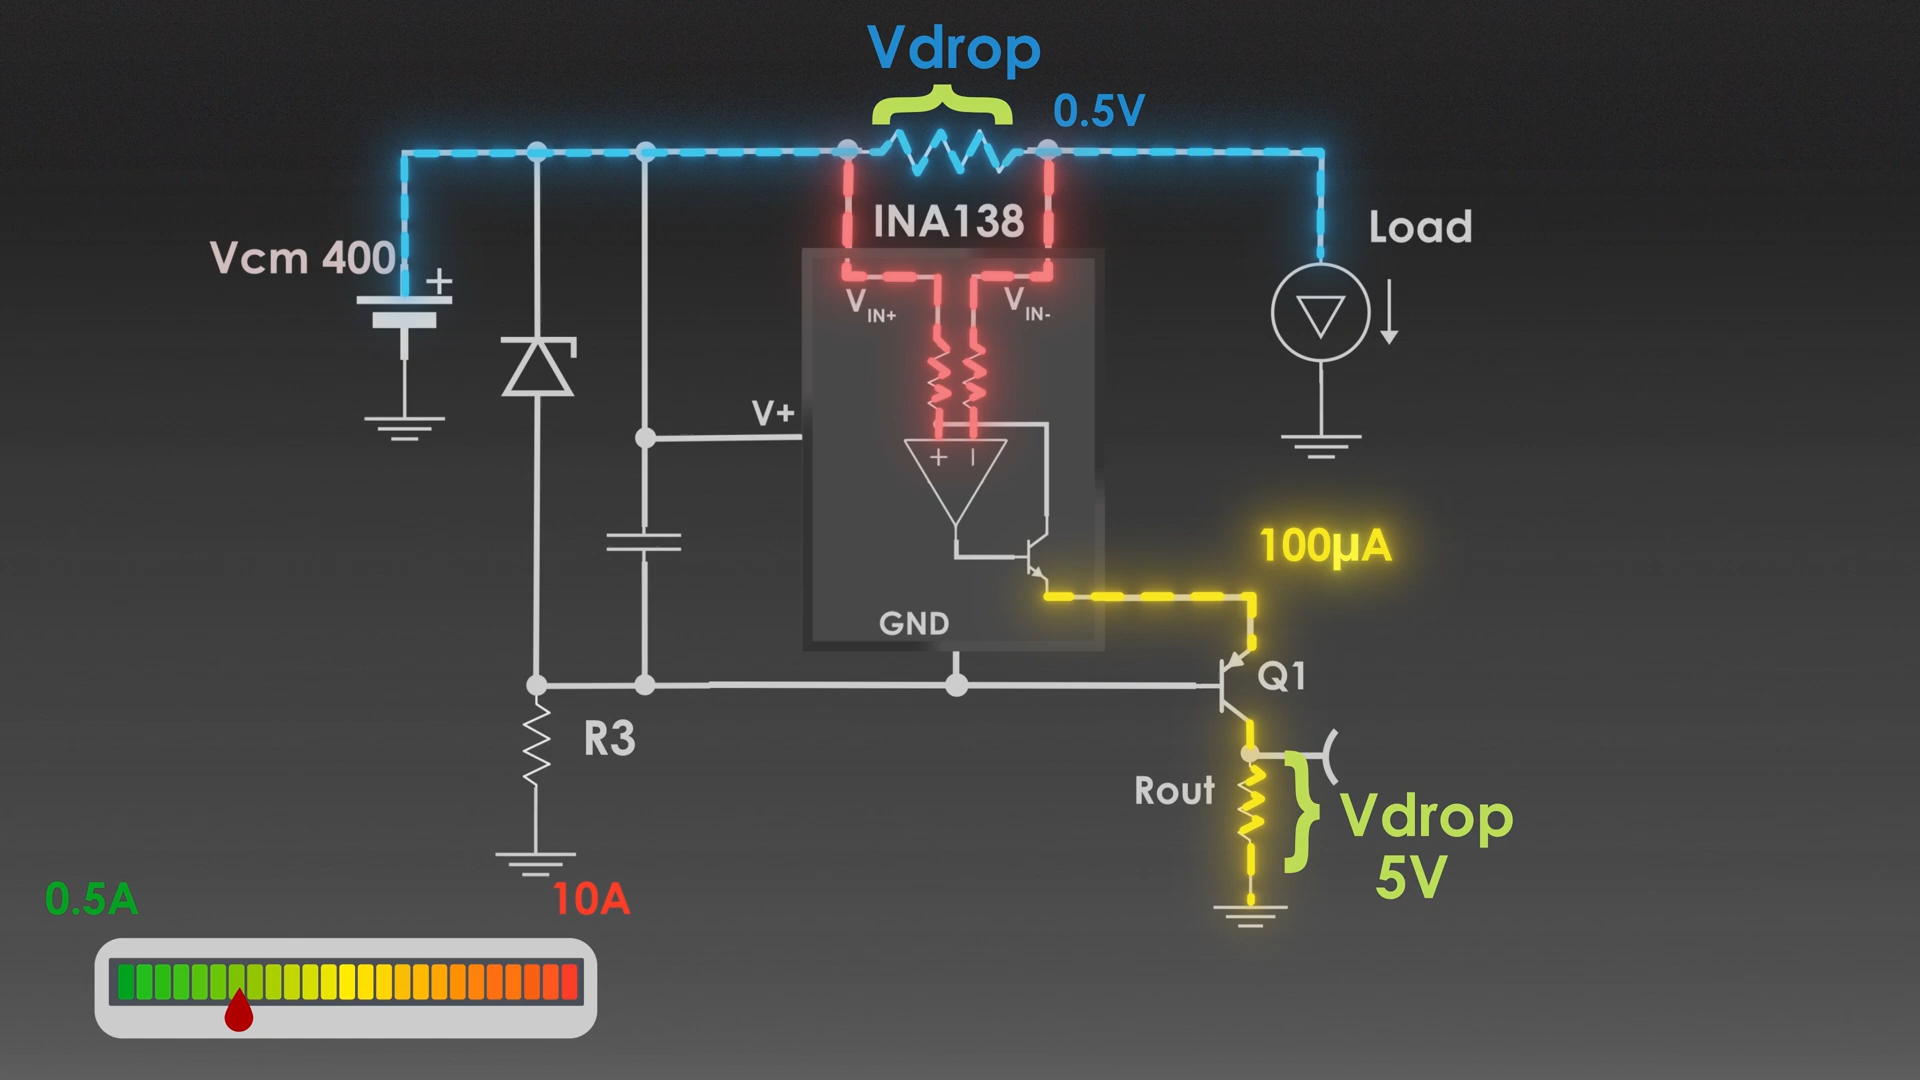 Vdrop
0.5V
INA138
Load
Vcm 400
+
VIN+
VIN-
V+
+ −
100µA
GND
Q1
R3
Rout
Vdrop
5V
0.5A
10A